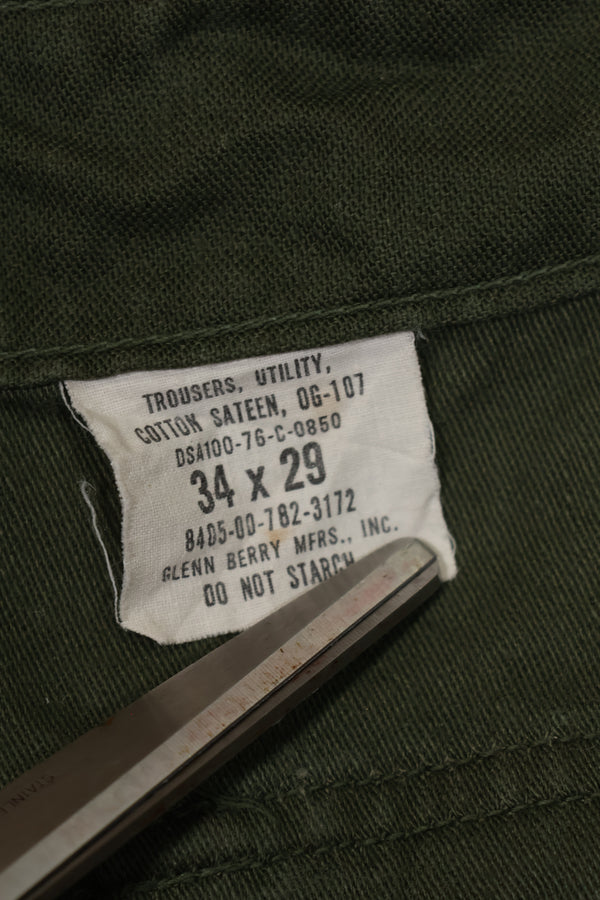 TROUSERS, UTILITY,
COTTON SATEEN, OG-107
DSA100-76-C-0850
34 x 29
8405-00-782-3172
GLENN BERRY MFRS., INC.
DO NOT STARCH